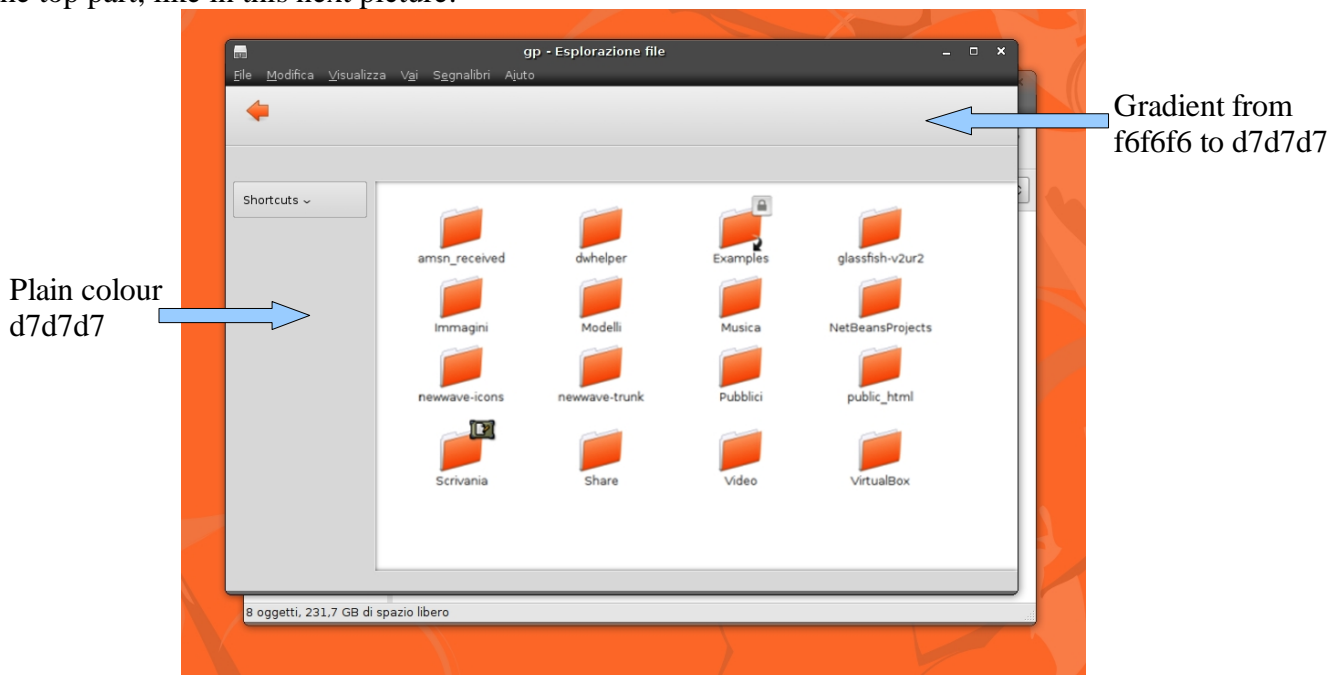 he top part, like in this next picture:
gp - Esplorazione file
File Modifica Visualizza Vai Segnalibri Aiuto
Gradient from
f6f6f6 to d7d7d7
Shortcuts
amsn_received dwhelper Examples glassfish-v2ur2
Plain colour
d7d7d7
Immagini Modelli Musica NetBeansProjects
newwave-icons newwave-trunk Pubblici public_html
Scrivania Share Video VirtualBox
8 oggetti, 231,7 GB di spazio libero